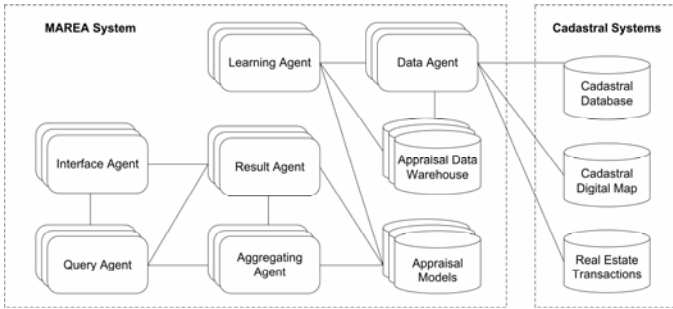 MAREA System
Cadastral Systems
Learning Agent
Data Agent
Cadastral
Database
Interface Agent
Result Agent
Appraisal Data
Warehouse
Cadastral
Digital Map
Query Agent
Aggregating
Agent
Appraisal
Models
Real Estate
Transactions